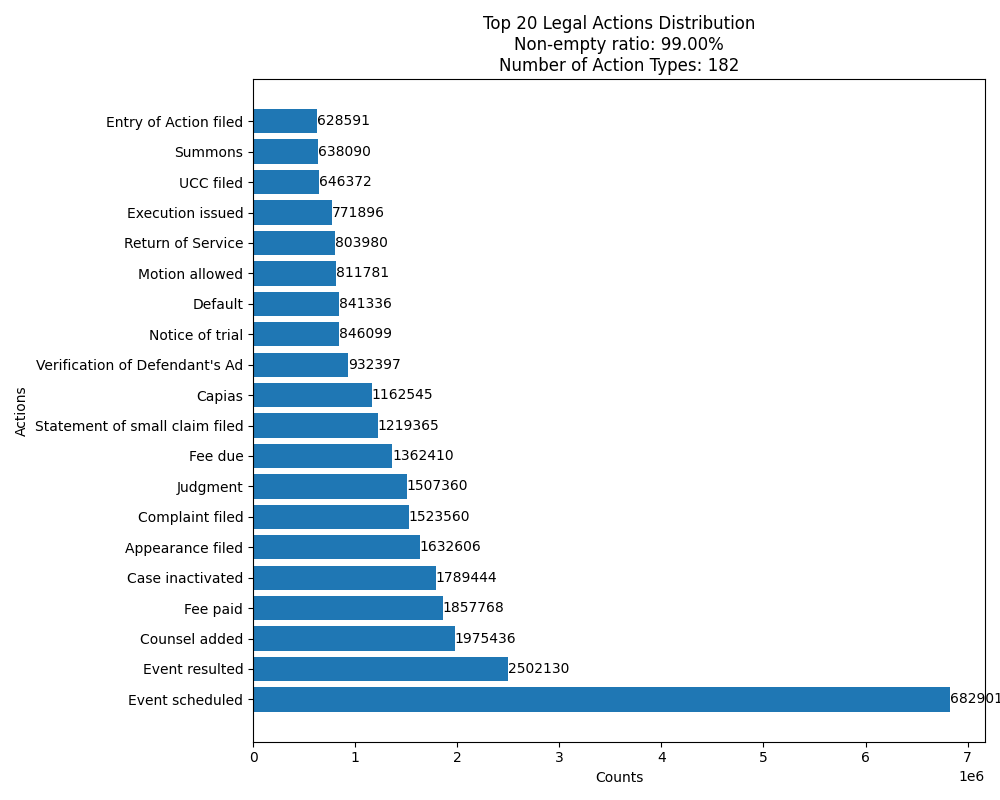 Top 20 Legal Actions Distribution
Non-empty ratio: 99.00%
Number of Action Types: 182
Entry of Action filed 628591
Summons 638090
UCC filed 646372
Execution issued 771896
Return of Service 803980
Motion allowed 811781
Default 841336
Notice of trial 846099
Verification of Defendant's Ad 932397
Capias 1162545
Statement of small claim filed 1219365
Fee due 1362410
Judgment 1507360
Complaint filed 1523560
Appearance filed 1632606
Case inactivated 1789444
Fee paid 1857768
Counsel added 1975436
Event resulted 2502130
Event scheduled 682901
Actions
0 1 2 3 4 5 6 7
1e6
Counts